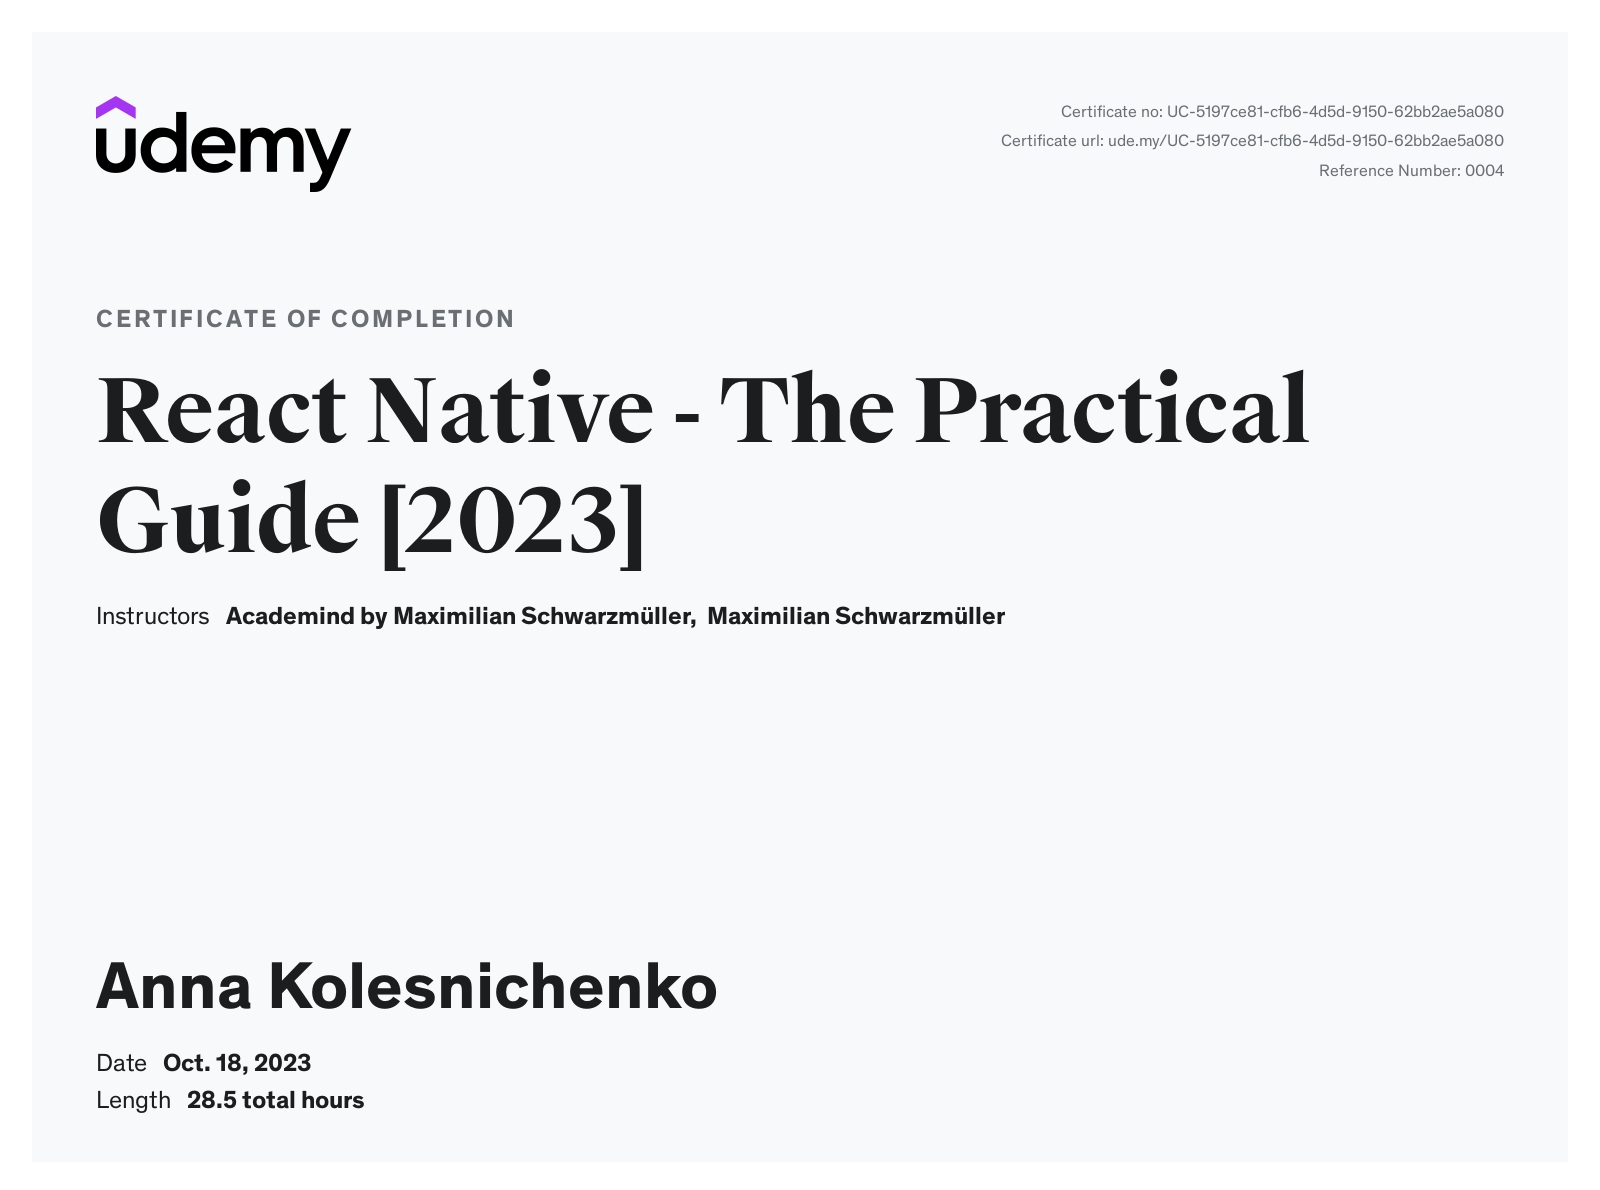 udemy
Certificate no: UC-5197ce81-cfb6-4d5d-9150-62bb2ae5a080
Certificate url: ude.my/UC-5197ce81-cfb6-4d5d-9150-62bb2ae5a080
Reference Number: 0004
CERTIFICATE OF COMPLETION
React Native - The Practical
Guide [2023]
Instructors Academind by Maximilian Schwarzmüller, Maximilian Schwarzmüller
Anna Kolesnichenko
Date Oct. 18, 2023
Length 28.5 total hours